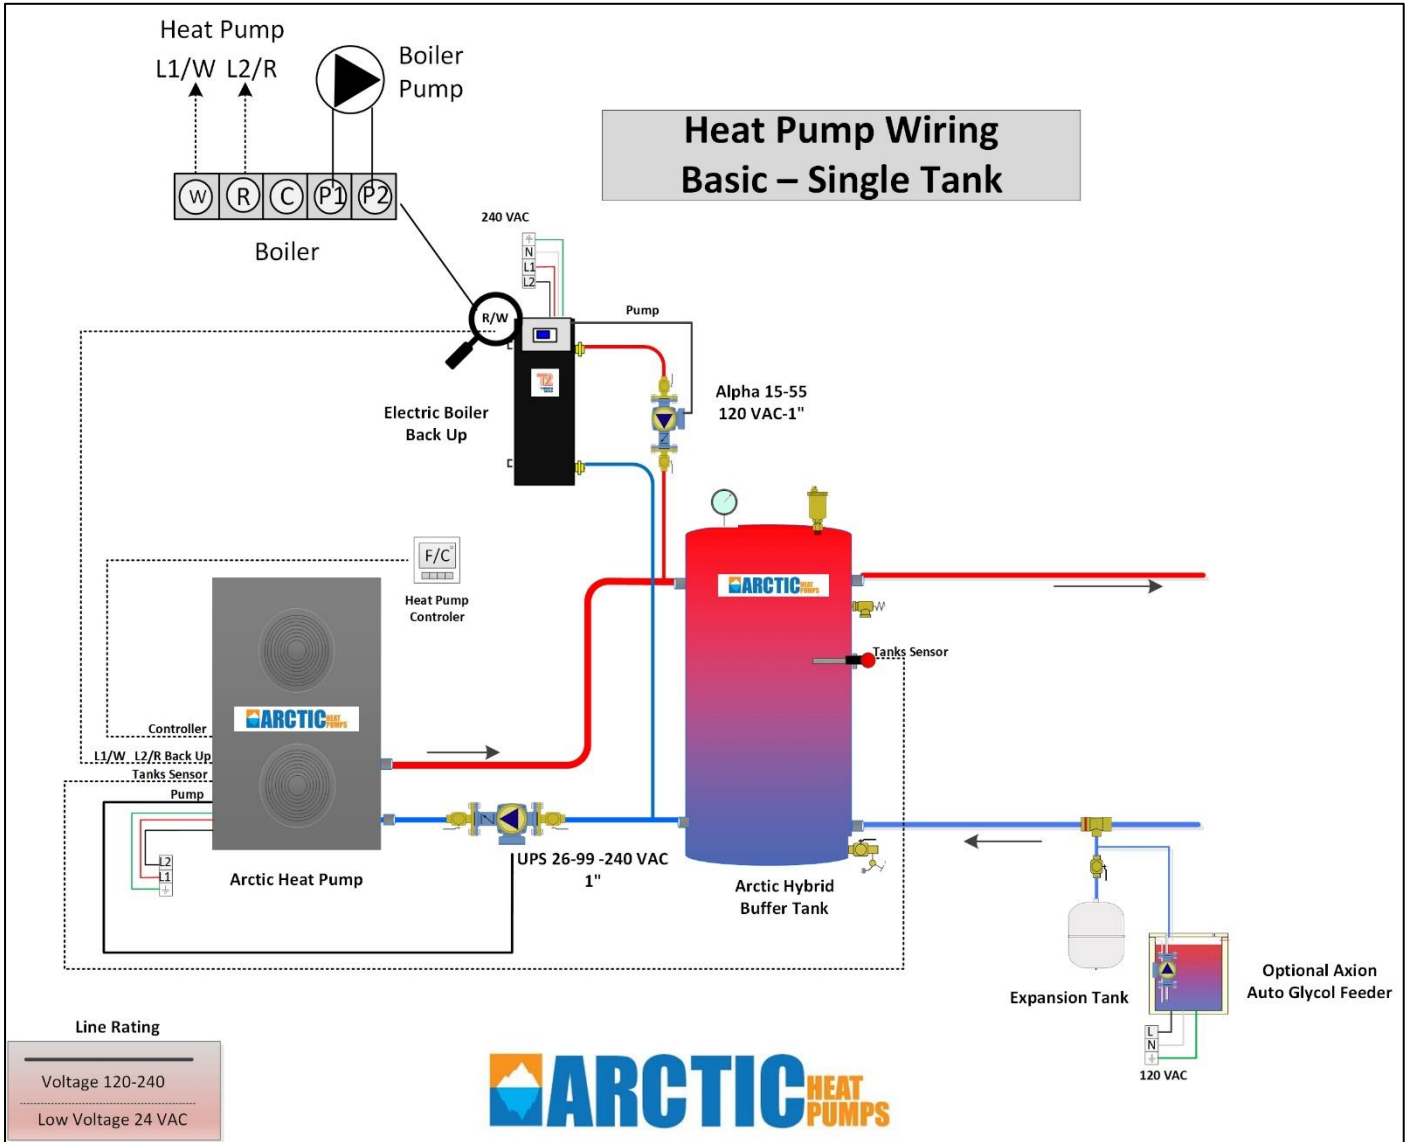 Heat Pump
L1/W L2/R
Boiler
Pump
W R C P1 P2
Boiler
Heat Pump Wiring
Basic – Single Tank
240 VAC
N
L1
L2
R/W
Pump
Electric Boiler
Back Up
Alpha 15-55
120 VAC-1"
F/C°
Heat Pump
Controler
ARCTIC HEAT PUMPS
Tanks Sensor
ARCTIC HEAT PUMPS
Controller
L1/W L2/R Back Up
Tanks Sensor
Pump
L2
L1
Arctic Heat Pump
UPS 26-99 -240 VAC
1"
Arctic Hybrid
Buffer Tank
Expansion Tank
Optional Axion
Auto Glycol Feeder
L
N
120 VAC
Line Rating
Voltage 120-240
Low Voltage 24 VAC
ARCTIC HEAT PUMPS